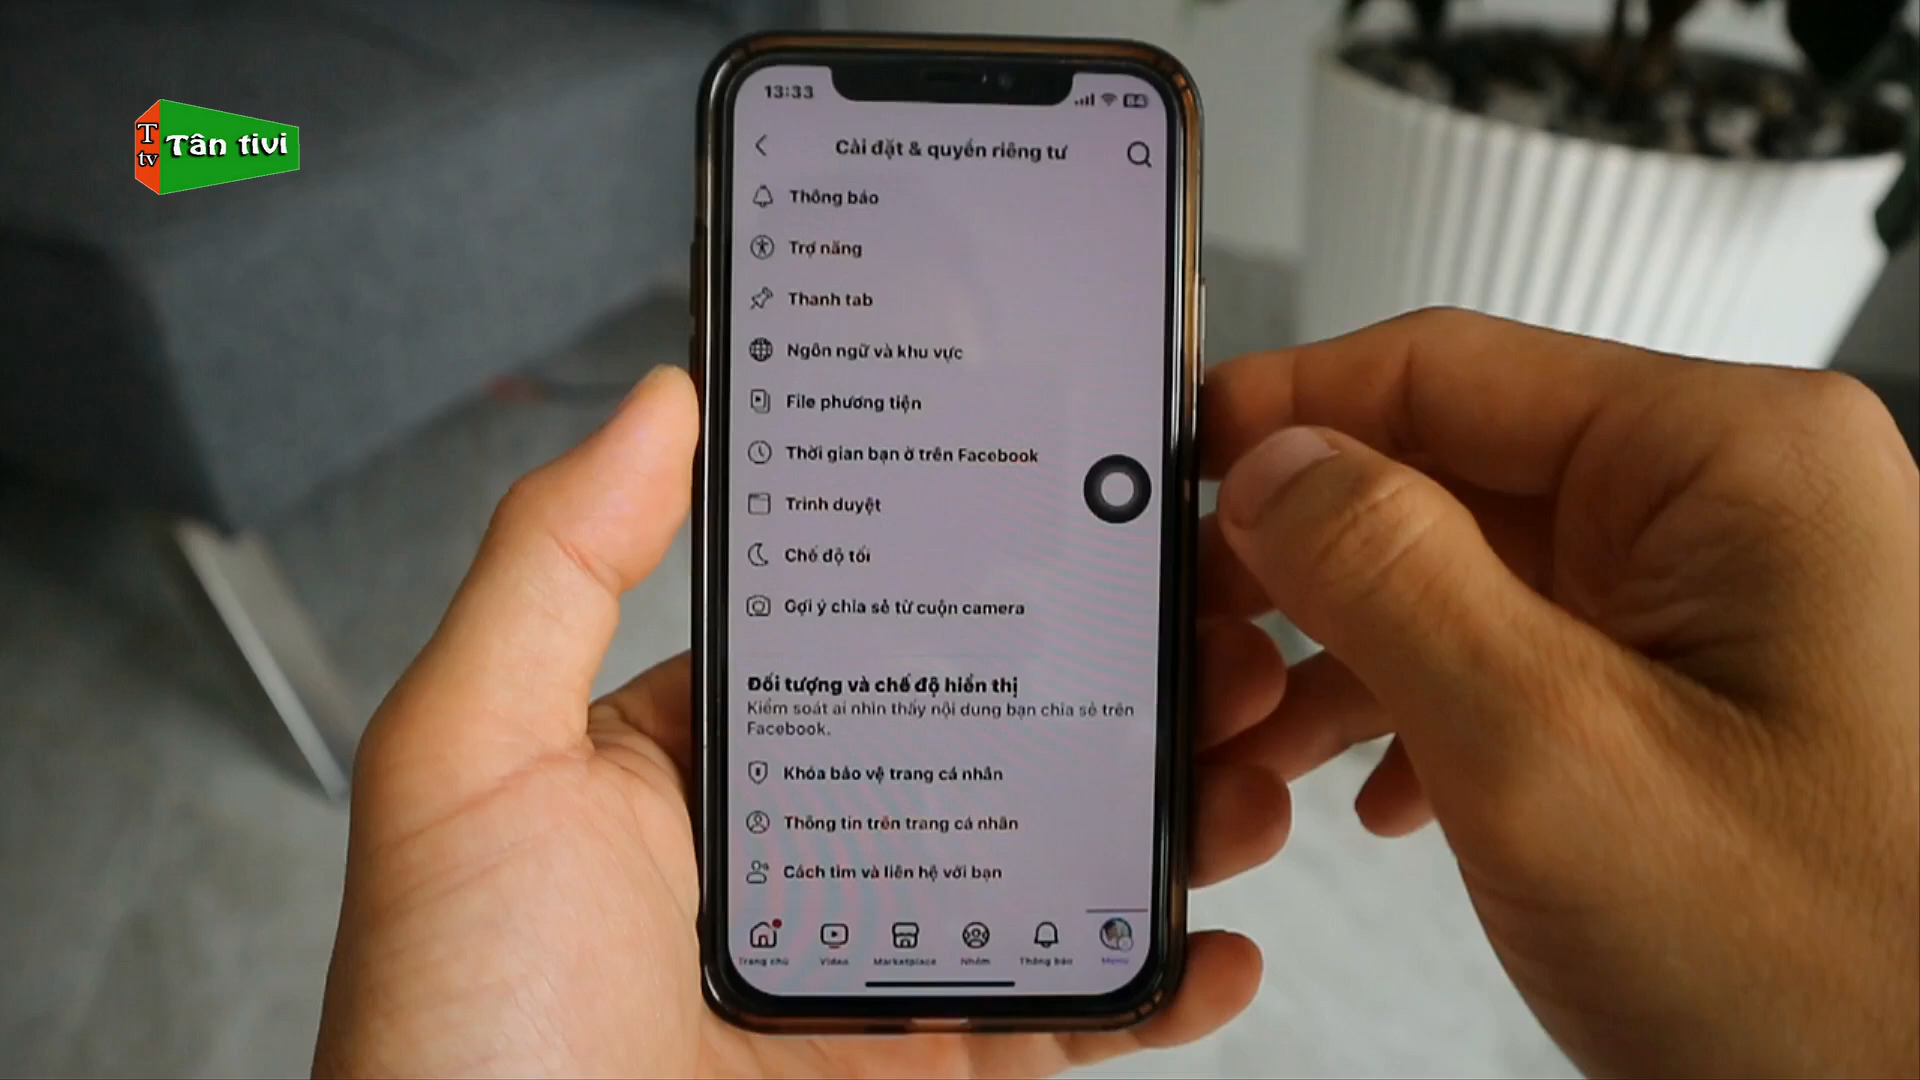 T
tv
Tân tivi
13:33
Cài đặt & quyền riêng tư
Thông báo
Trợ năng
Thanh tab
Ngôn ngữ và khu vực
File phương tiện
Thời gian bạn ở trên Facebook
Trình duyệt
Chế độ tối
Gợi ý chia sẻ từ cuộn camera
Đối tượng và chế độ hiển thị
Kiểm soát ai nhìn thấy nội dung bạn chia sẻ trên
Facebook.
Khóa bảo vệ trang cá nhân
Thông tin trên trang cá nhân
Cách tìm và liên hệ với bạn
Trang chủ
Video
Marketplace
Nhóm
Thông báo
Menu